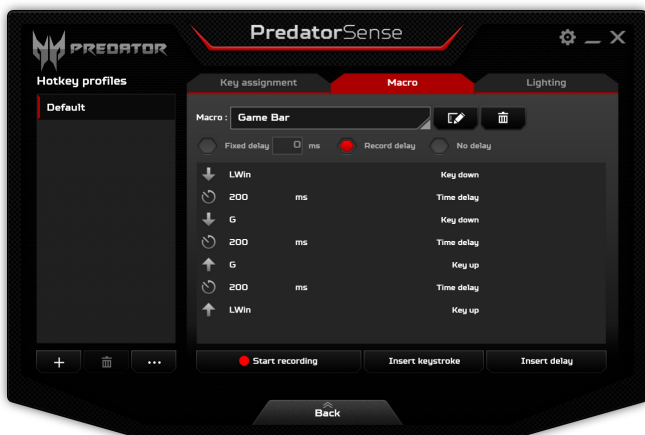 PREDATOR
PredatorSense
Hotkey profiles
Default
Key assignment
Macro
Lighting
Macro : Game Bar
Fixed delay 0 ms Record delay No delay
LWin Key down
200 ms Time delay
G Key down
200 ms Time delay
G Key up
200 ms Time delay
LWin Key up
Start recording
Insert keystroke
Insert delay
Back